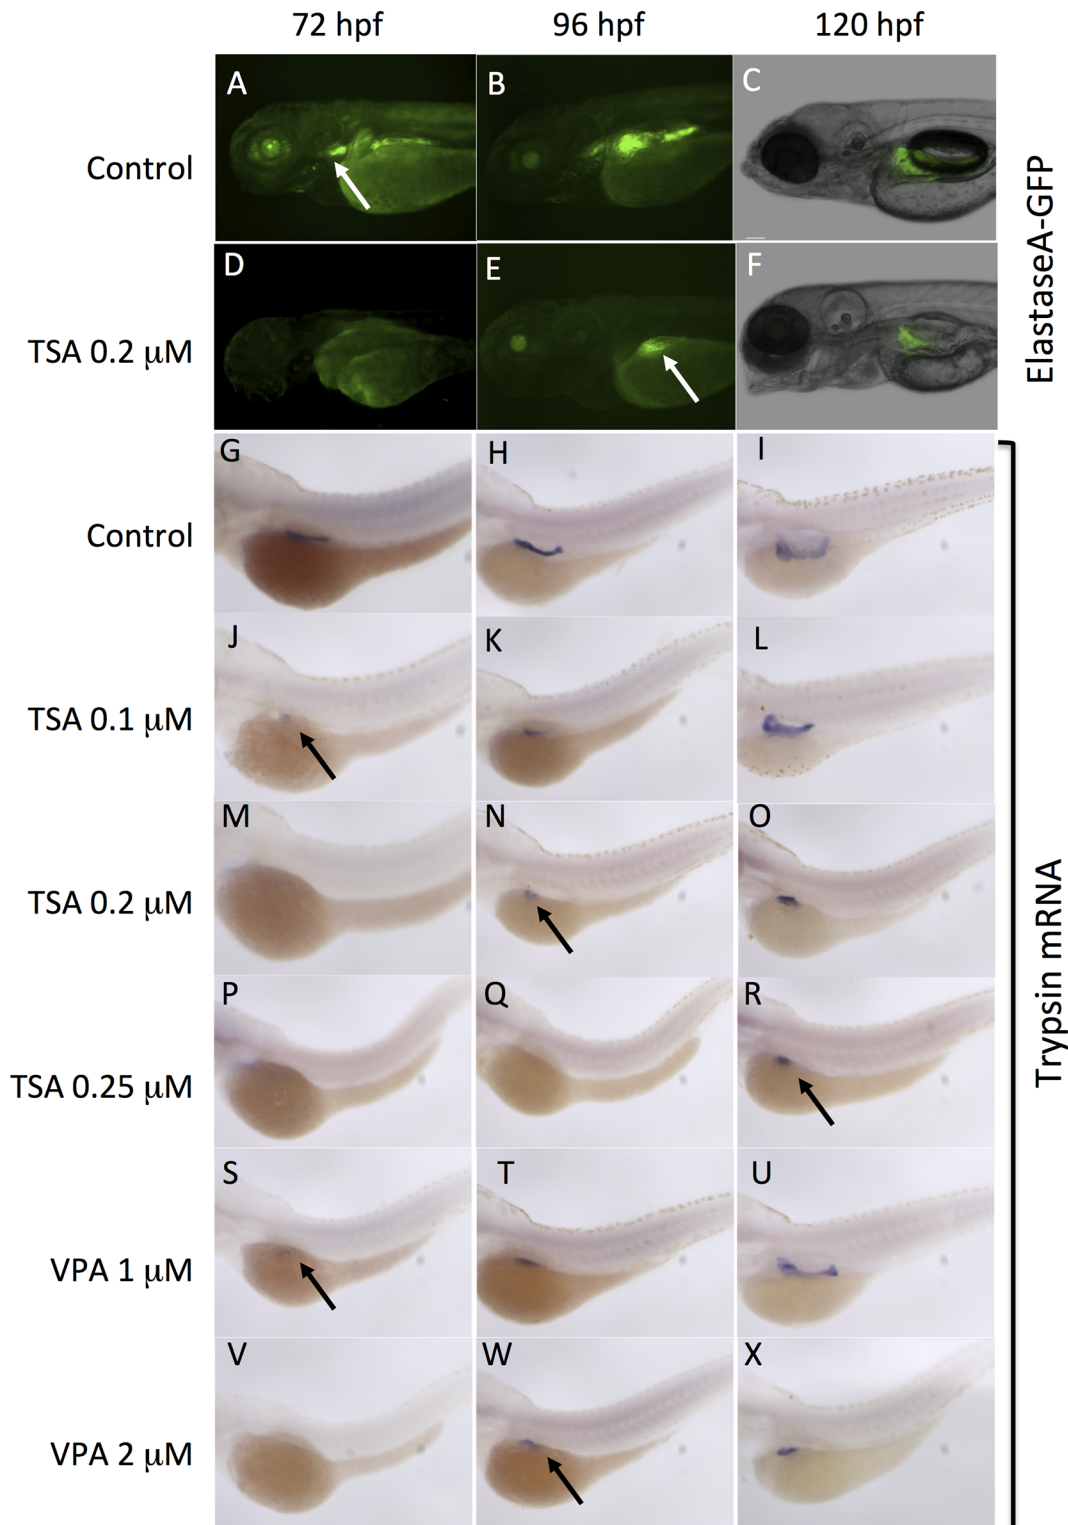 72 hpf 96 hpf 120 hpf
A B C
Control
D E F
TSA 0.2 μM
ElastaseA-GFP
G H I
Control
J K L
TSA 0.1 μM
M N O
TSA 0.2 μM
P Q R
TSA 0.25 μM
S T U
VPA 1 μM
V W X
VPA 2 μM
Trypsin mRNA